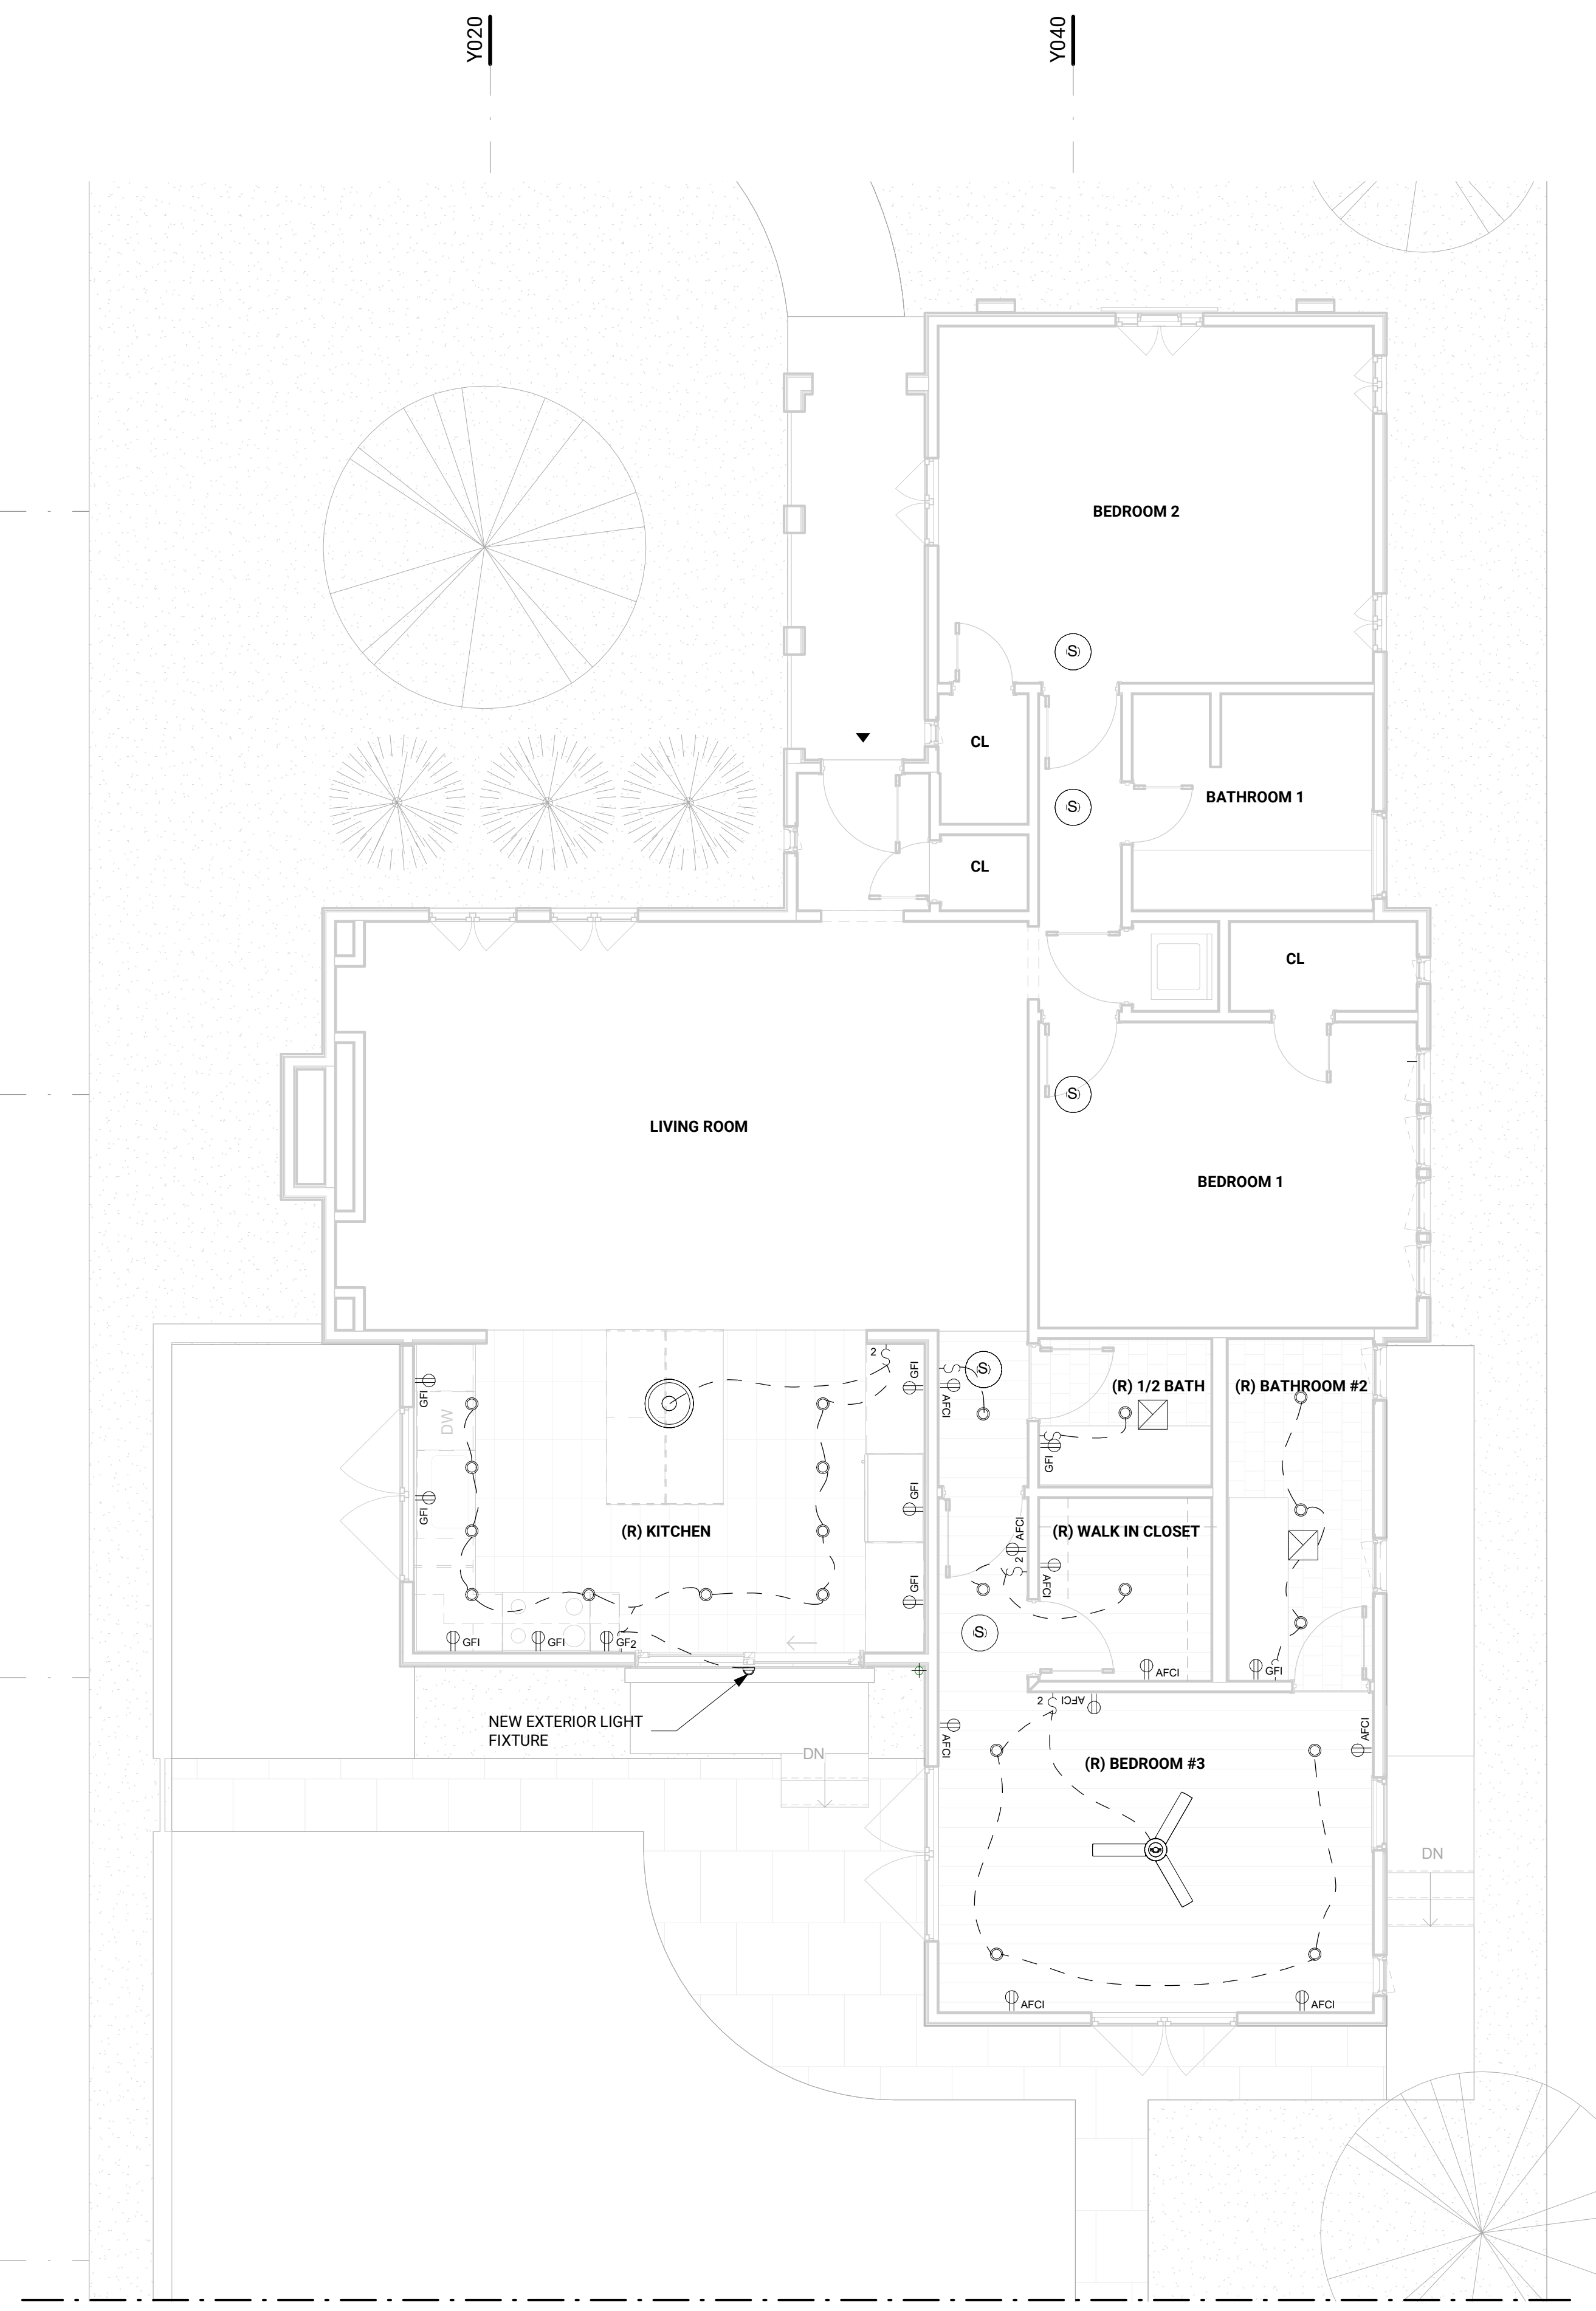 Y020
Y040
BEDROOM 2
S
CL
BATHROOM 1
S
CL
CL
S
LIVING ROOM
BEDROOM 1
2
GFI
S
GFI
AFCI
(R) 1/2 BATH
(R) BATHROOM #2
DW
GFI
GFI
GFI
(R) KITCHEN
AFCI
(R) WALK IN CLOSET
2
AFCI
GFI
S
GFI
GFI
GF2
AFCI
GFI
NEW EXTERIOR LIGHT
FIXTURE
2
AFCI
AFCI
AFCI
DN
(R) BEDROOM #3
DN
AFCI
AFCI